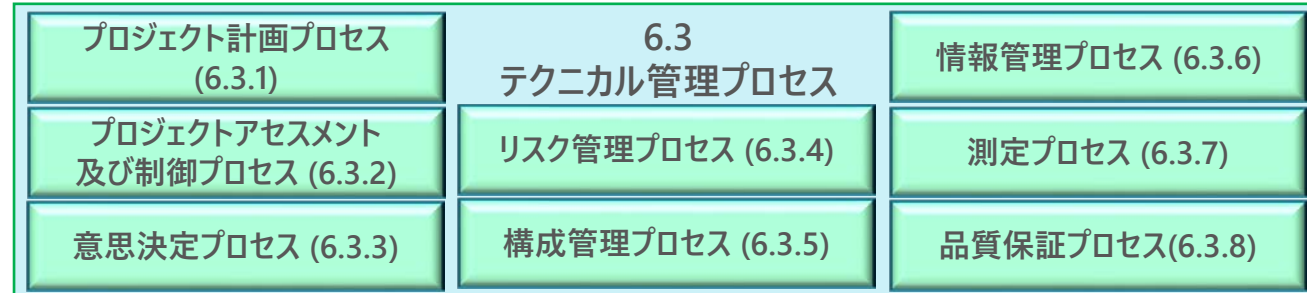 プロジェクト計画プロセス
(6.3.1)
プロジェクトアセスメント
及び制御プロセス (6.3.2)
意思決定プロセス (6.3.3)
6.3
テクニカル管理プロセス
リスク管理プロセス (6.3.4)
構成管理プロセス (6.3.5)
情報管理プロセス (6.3.6)
測定プロセス (6.3.7)
品質保証プロセス(6.3.8)